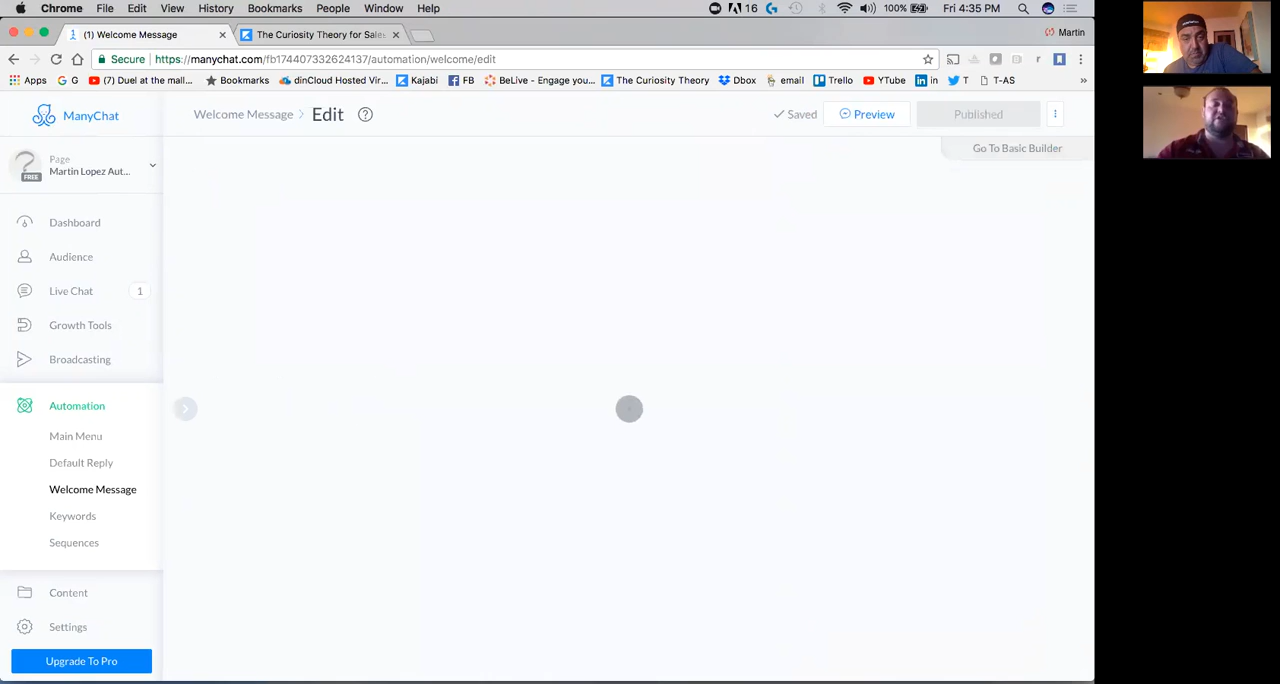 Chrome File Edit View History Bookmarks People Window Help
16 100% Fri 4:35 PM
(1) Welcome Message
The Curiosity Theory for Sales
Martin
Secure https://manychat.com/fb174407332624137/automation/welcome/edit
Apps G (7) Duel at the mall... Bookmarks dinCloud Hosted Vir... Kajabi FB BeLive - Engage you... The Curiosity Theory Dbox email Trello YTube in T T-AS »
ManyChat
Welcome Message > Edit ?
Saved Preview Published
Go To Basic Builder
Page
Martin Lopez Aut...
FREE
Dashboard
Audience
Live Chat 1
Growth Tools
Broadcasting
Automation
Main Menu
Default Reply
Welcome Message
Keywords
Sequences
Content
Settings
Upgrade To Pro